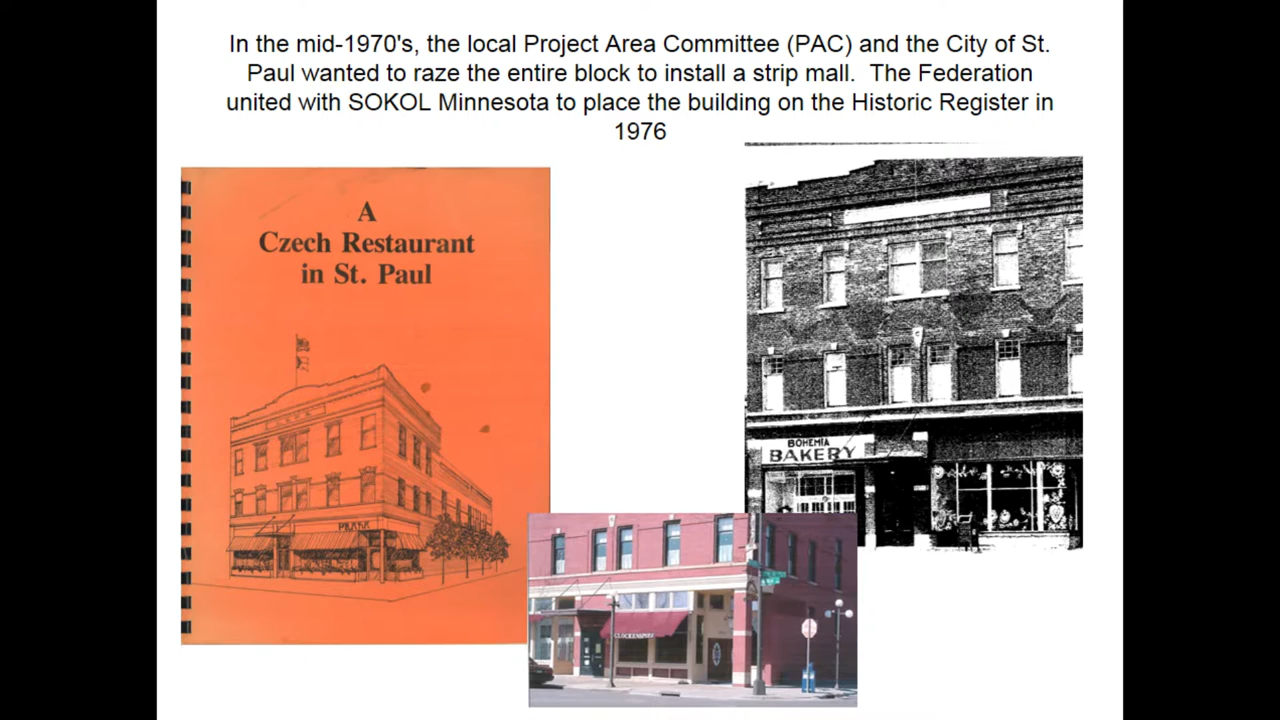 In the mid-1970's, the local Project Area Committee (PAC) and the City of St.
Paul wanted to raze the entire block to install a strip mall.  The Federation
united with SOKOL Minnesota to place the building on the Historic Register in
1976
A
Czech Restaurant
in St. Paul
PRAHA
BOHEMIA
BAKERY
GLOCKENSPIEL